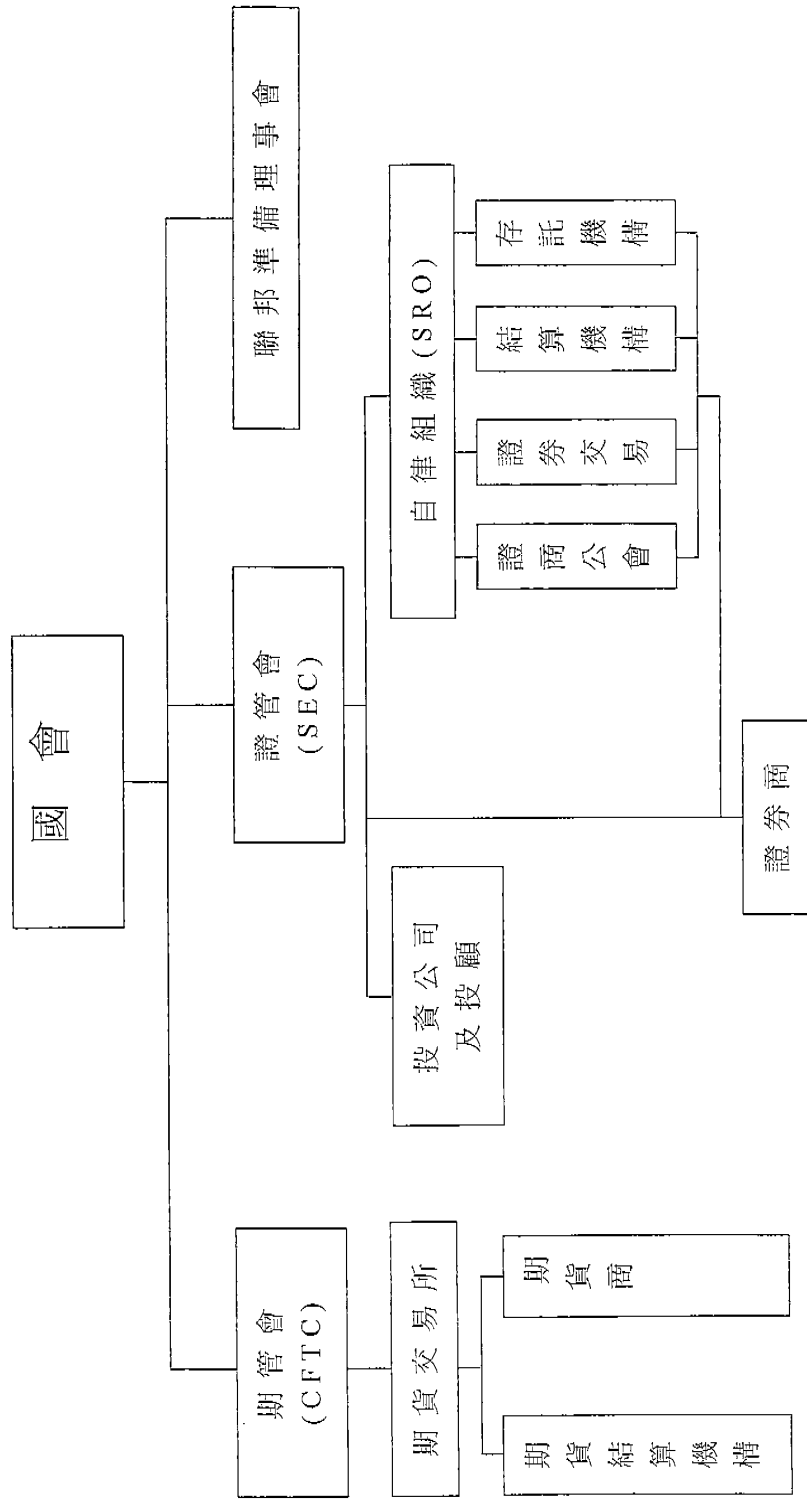 國會
期管會
(CFTC)
證管會
(SEC)
聯邦準備理事會
期貨交易所
投資公司
及投顧
自律組織(SRO)
期貨結算機構
期貨商
證商公會
證券交易
結算機構
存託機構
證券商